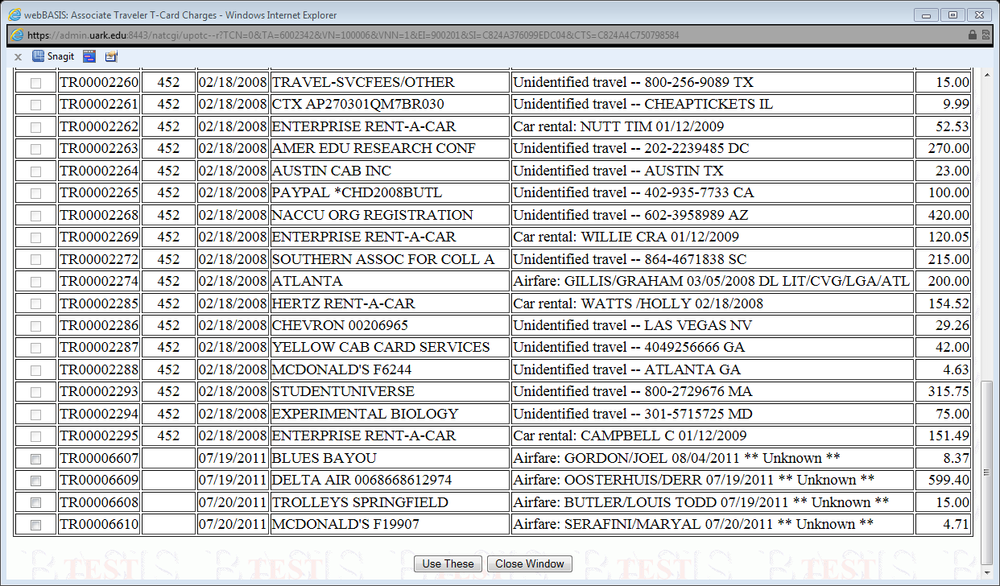 webBASIS: Associate Traveler T-Card Charges - Windows Internet Explorer
https://admin.uark.edu:8443/natcgi/upotc--r?TCN=0&TA=6002342&VN=100006&VNN=1&EI=900201&SI=C824A376099EDC04&CTS=C824A4C750798584
x Snagit
TR00002260 452 02/18/2008 TRAVEL-SVCFEES/OTHER Unidentified travel -- 800-256-9089 TX 15.00
TR00002261 452 02/18/2008 CTX AP270301QM7BR030 Unidentified travel -- CHEAPTICKETS IL 9.99
TR00002262 452 02/18/2008 ENTERPRISE RENT-A-CAR Car rental: NUTT TIM 01/12/2009 52.53
TR00002263 452 02/18/2008 AMER EDU RESEARCH CONF Unidentified travel -- 202-2239485 DC 270.00
TR00002264 452 02/18/2008 AUSTIN CAB INC Unidentified travel -- AUSTIN TX 23.00
TR00002265 452 02/18/2008 PAYPAL *CHD2008BUTL Unidentified travel -- 402-935-7733 CA 100.00
TR00002268 452 02/18/2008 NACCU ORG REGISTRATION Unidentified travel -- 602-3958989 AZ 420.00
TR00002269 452 02/18/2008 ENTERPRISE RENT-A-CAR Car rental: WILLIE CRA 01/12/2009 120.05
TR00002272 452 02/18/2008 SOUTHERN ASSOC FOR COLL A Unidentified travel -- 864-4671838 SC 215.00
TR00002274 452 02/18/2008 ATLANTA Airfare: GILLIS/GRAHAM 03/05/2008 DL LIT/CVG/LGA/ATL 200.00
TR00002285 452 02/18/2008 HERTZ RENT-A-CAR Car rental: WATTS /HOLLY 02/18/2008 154.52
TR00002286 452 02/18/2008 CHEVRON 00206965 Unidentified travel -- LAS VEGAS NV 29.26
TR00002287 452 02/18/2008 YELLOW CAB CARD SERVICES Unidentified travel -- 4049256666 GA 42.00
TR00002288 452 02/18/2008 MCDONALD'S F6244 Unidentified travel -- ATLANTA GA 4.63
TR00002293 452 02/18/2008 STUDENTUNIVERSE Unidentified travel -- 800-2729676 MA 315.75
TR00002294 452 02/18/2008 EXPERIMENTAL BIOLOGY Unidentified travel -- 301-5715725 MD 75.00
TR00002295 452 02/18/2008 ENTERPRISE RENT-A-CAR Car rental: CAMPBELL C 01/12/2009 151.49
TR00006607 07/19/2011 BLUES BAYOU Airfare: GORDON/JOEL 08/04/2011 ** Unknown ** 8.37
TR00006609 07/19/2011 DELTA AIR 0068668612974 Airfare: OOSTERHUIS/DERR 07/19/2011 ** Unknown ** 599.40
TR00006608 07/20/2011 TROLLEYS SPRINGFIELD Airfare: BUTLER/LOUIS TODD 07/19/2011 ** Unknown ** 15.00
TR00006610 07/20/2011 MCDONALD'S F19907 Airfare: SERAFINI/MARYAL 07/20/2011 ** Unknown ** 4.71
Use These Close Window
TEST TEST TEST TEST